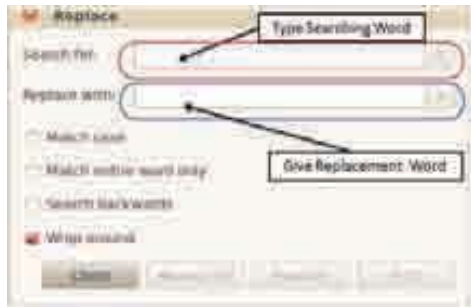 Replace
Type Searching Word
Search for:
Replace with:
Match case
Give Replacement Word
Match entire word only
Search backwards
Wrap around
Close